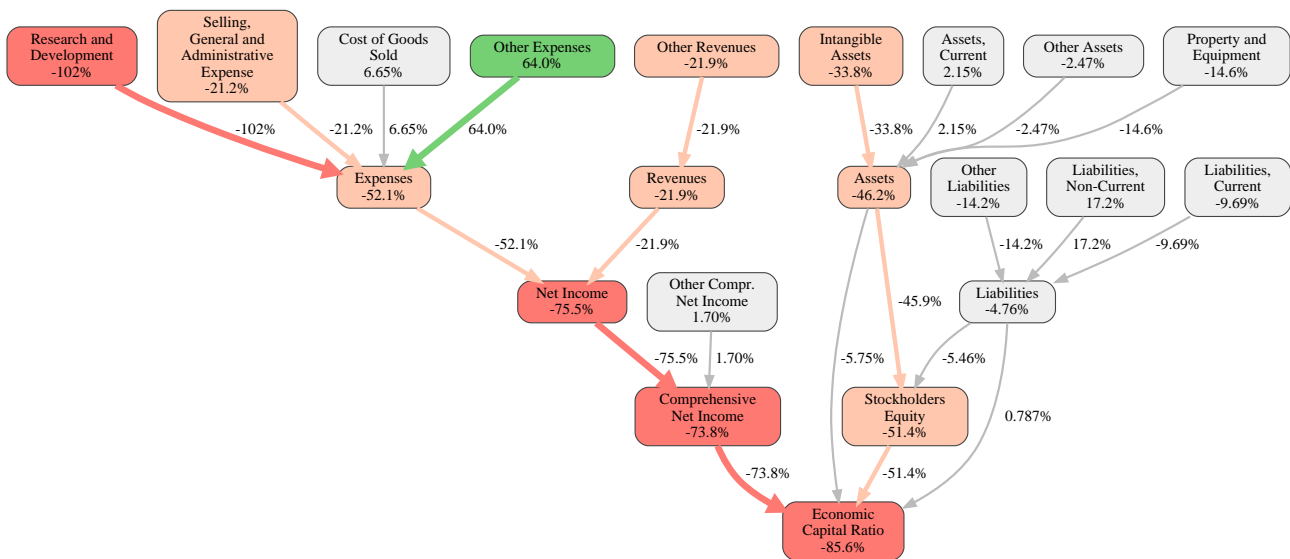 Research and
Development
-102%
Selling,
General and
Administrative
Expense
-21.2%
Cost of Goods
Sold
6.65%
Other Expenses
64.0%
Other Revenues
-21.9%
Intangible
Assets
-33.8%
Assets,
Current
2.15%
Other Assets
-2.47%
Property and
Equipment
-14.6%
-102%
-21.2%
6.65%
64.0%
-21.9%
-33.8%
2.15%
-2.47%
-14.6%
Expenses
-52.1%
Revenues
-21.9%
Assets
-46.2%
Other
Liabilities
-14.2%
Liabilities,
Non-Current
17.2%
Liabilities,
Current
-9.69%
-52.1%
-21.9%
-14.2%
17.2%
-9.69%
Net Income
-75.5%
Other Compr.
Net Income
1.70%
-45.9%
Liabilities
-4.76%
-75.5%
1.70%
-5.75%
-5.46%
Comprehensive
Net Income
-73.8%
Stockholders
Equity
-51.4%
0.787%
-73.8%
-51.4%
Economic
Capital Ratio
-85.6%